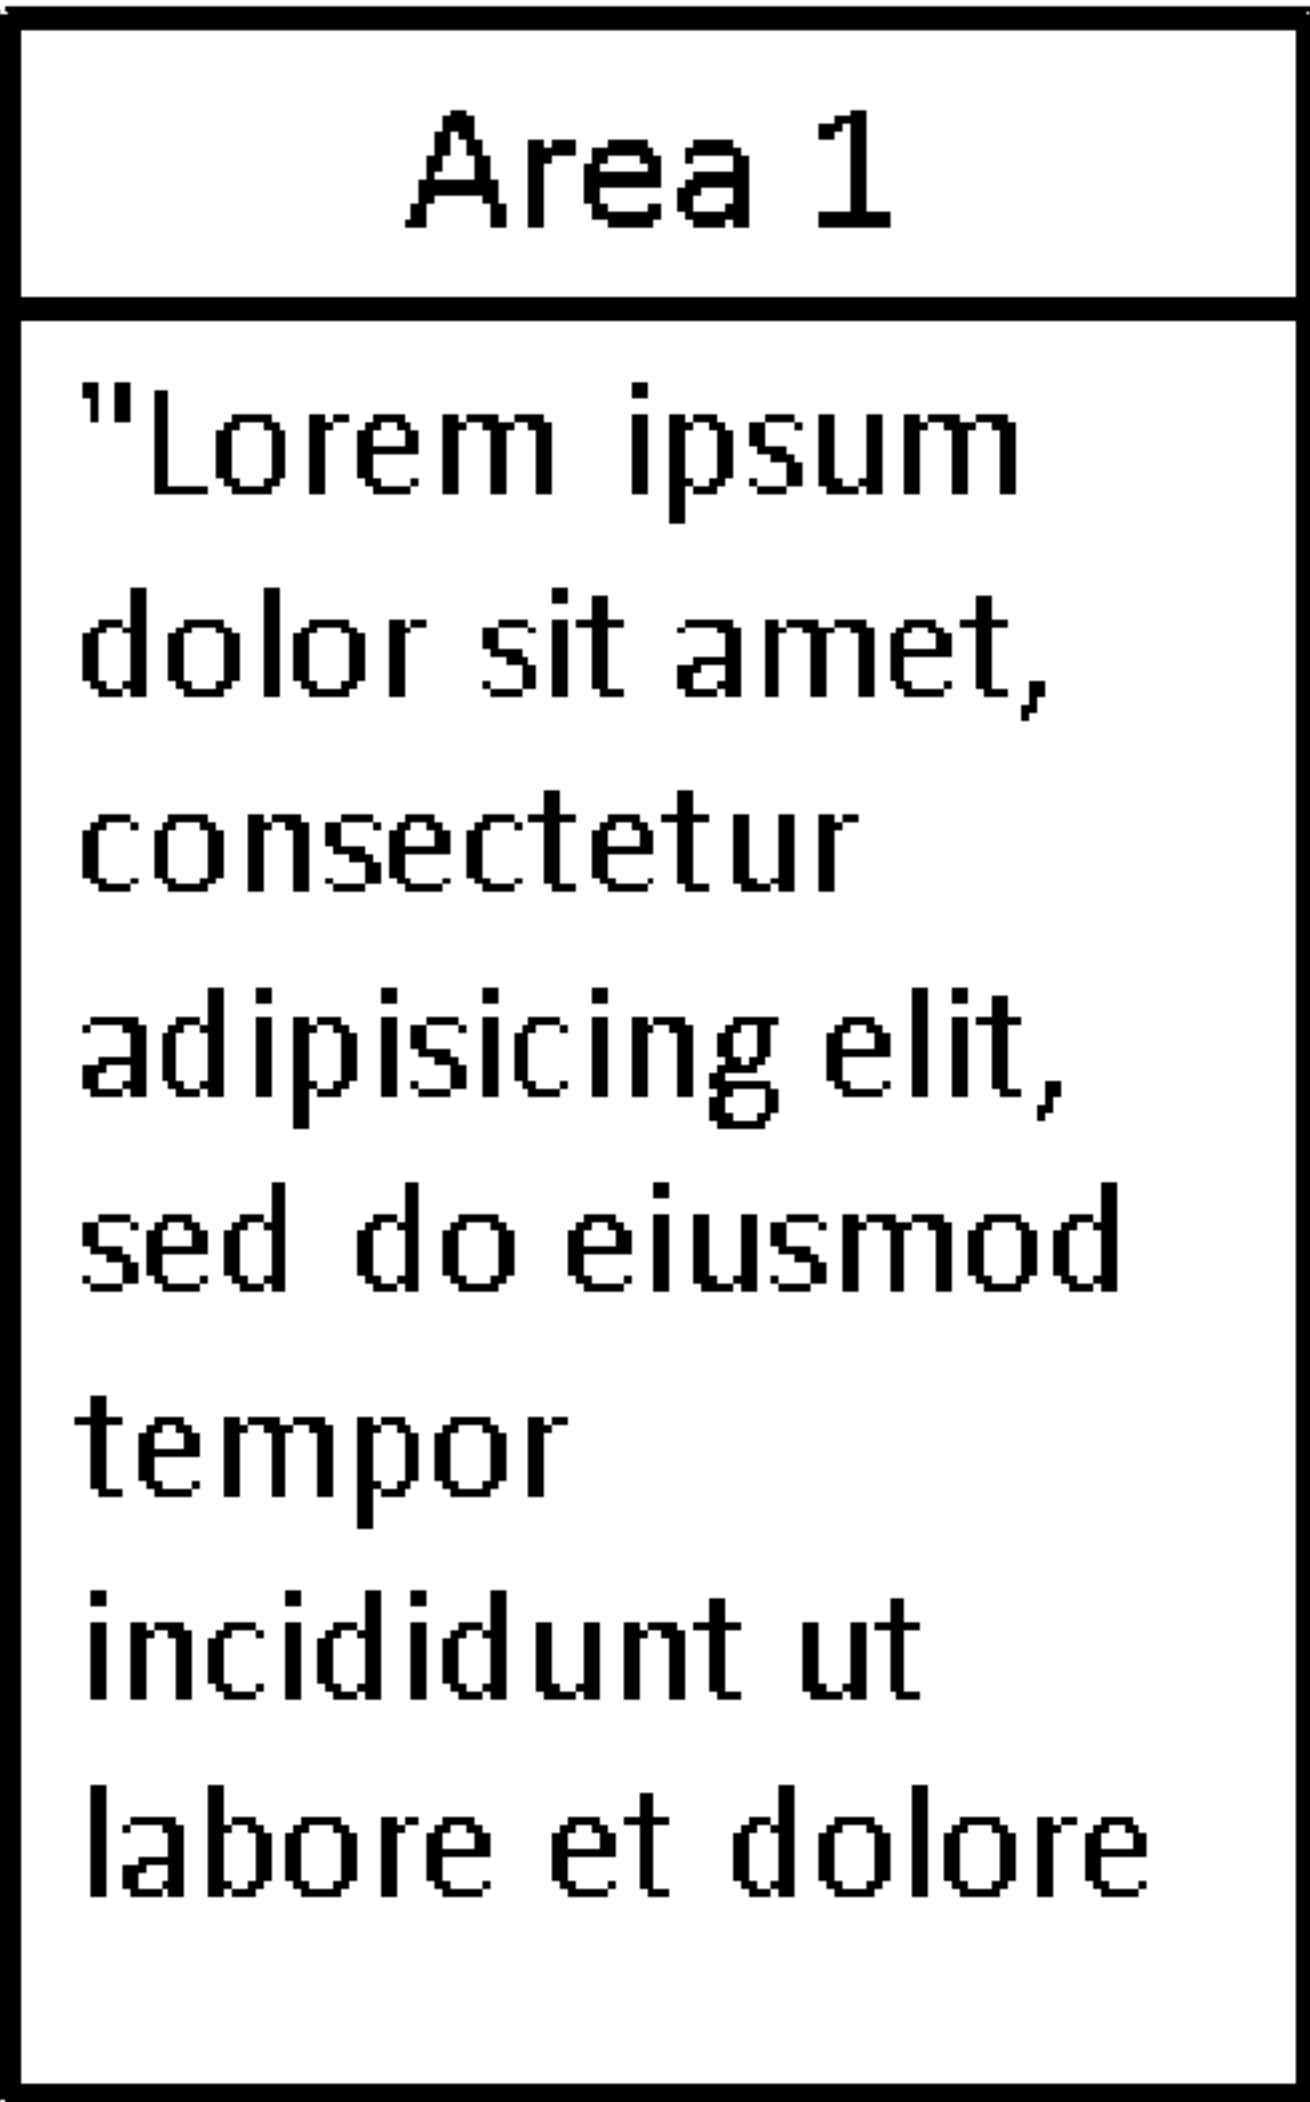 Area 1
"Lorem ipsum
dolor sit amet,
consectetur
adipisicing elit,
sed do eiusmod
tempor
incididunt ut
labore et dolore